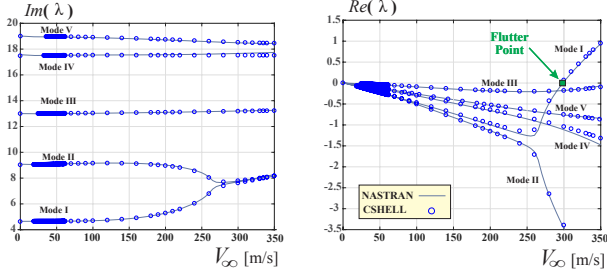 Im(λ)
20
18
16
14
12
10
8
6
4
Mode V
Mode IV
Mode III
Mode II
Mode I
0 50 100 150 200 250 300 350
V∞ [m/s]
Re(λ)
1
0.5
0
-0.5
-1.0
-1.5
-2.0
-2.5
-3.0
-3.5
Flutter
Point
Mode I
Mode III
Mode V
Mode IV
Mode II
NASTRAN
CSHELL
0 50 100 150 200 250 300 350
V∞ [m/s]